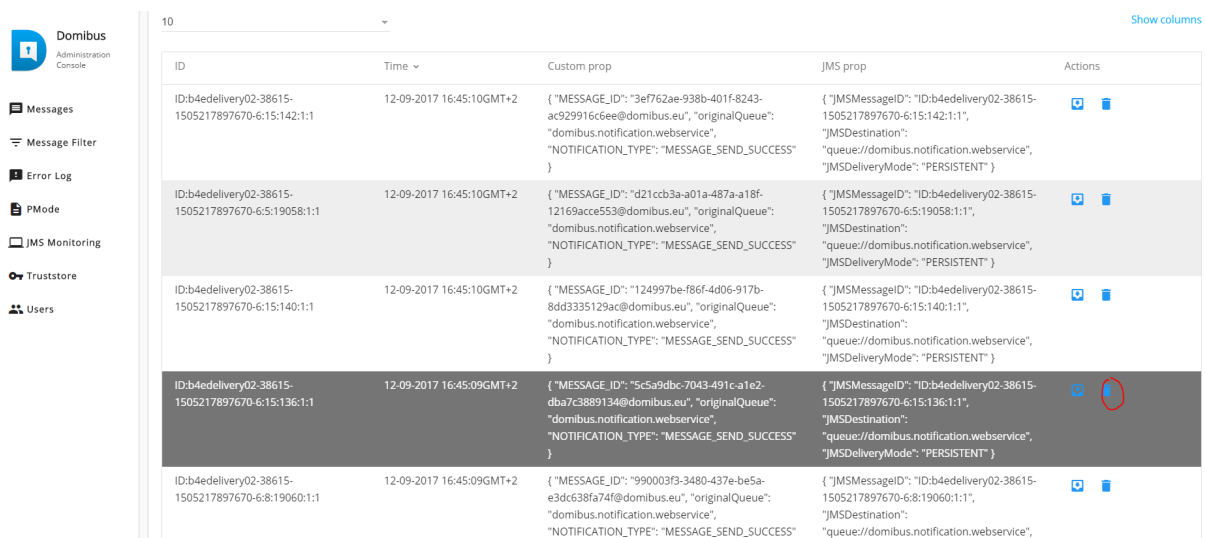 Domibus
Administration
Console
Messages
Message Filter
Error Log
PMode
JMS Monitoring
Truststore
Users
10
Show columns
ID Time Custom prop JMS prop Actions
ID:b4edelivery02-38615-
1505217897670-6:15:142:1:1
12-09-2017 16:45:10GMT+2
{ "MESSAGE_ID": "3ef762ae-938b-401f-8243-
ac929916c6ee@domibus.eu", "originalQueue":
"domibus.notification.webservice",
"NOTIFICATION_TYPE": "MESSAGE_SEND_SUCCESS"
}
{ "JMSMessageID": "ID:b4edelivery02-38615-
1505217897670-6:15:142:1:1",
"JMSDestination":
"queue://domibus.notification.webservice",
"JMSDeliveryMode": "PERSISTENT" }
ID:b4edelivery02-38615-
1505217897670-6:5:19058:1:1
12-09-2017 16:45:10GMT+2
{ "MESSAGE_ID": "d21ccb3a-a01a-487a-a18f-
12169acce553@domibus.eu", "originalQueue":
"domibus.notification.webservice",
"NOTIFICATION_TYPE": "MESSAGE_SEND_SUCCESS"
}
{ "JMSMessageID": "ID:b4edelivery02-38615-
1505217897670-6:5:19058:1:1",
"JMSDestination":
"queue://domibus.notification.webservice",
"JMSDeliveryMode": "PERSISTENT" }
ID:b4edelivery02-38615-
1505217897670-6:15:140:1:1
12-09-2017 16:45:10GMT+2
{ "MESSAGE_ID": "124997be-f86f-4d06-917b-
8dd3335129ac@domibus.eu", "originalQueue":
"domibus.notification.webservice",
"NOTIFICATION_TYPE": "MESSAGE_SEND_SUCCESS"
}
{ "JMSMessageID": "ID:b4edelivery02-38615-
1505217897670-6:15:140:1:1",
"JMSDestination":
"queue://domibus.notification.webservice",
"JMSDeliveryMode": "PERSISTENT" }
ID:b4edelivery02-38615-
1505217897670-6:15:136:1:1
12-09-2017 16:45:09GMT+2
{ "MESSAGE_ID": "5c5a9dbc-7043-491c-a1e2-
dba7c3889134@domibus.eu", "originalQueue":
"domibus.notification.webservice",
"NOTIFICATION_TYPE": "MESSAGE_SEND_SUCCESS"
}
{ "JMSMessageID": "ID:b4edelivery02-38615-
1505217897670-6:15:136:1:1",
"JMSDestination":
"queue://domibus.notification.webservice",
"JMSDeliveryMode": "PERSISTENT" }
ID:b4edelivery02-38615-
1505217897670-6:8:19060:1:1
12-09-2017 16:45:09GMT+2
{ "MESSAGE_ID": "990003f3-3480-437e-be5a-
e3dc638fa74f@domibus.eu", "originalQueue":
"domibus.notification.webservice",
"NOTIFICATION_TYPE": "MESSAGE_SEND_SUCCESS"
{ "JMSMessageID": "ID:b4edelivery02-38615-
1505217897670-6:8:19060:1:1",
"JMSDestination":
"queue://domibus.notification.webservice",